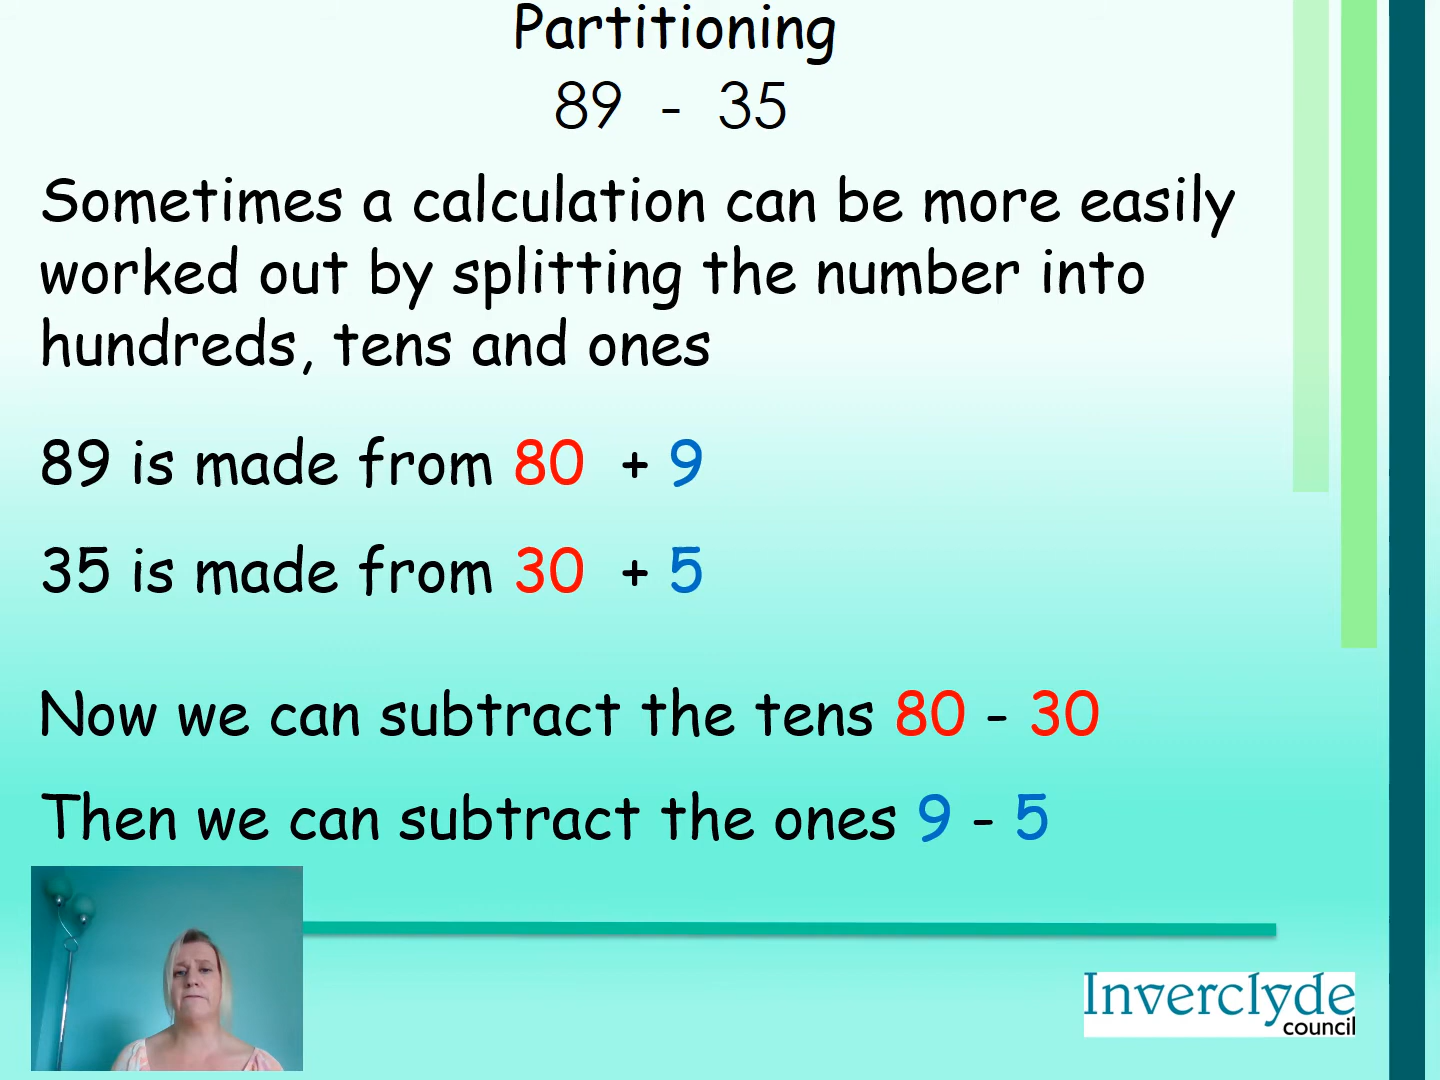 Partitioning
89 - 35
Sometimes a calculation can be more easily
worked out by splitting the number into
hundreds, tens and ones
89 is made from 80 + 9
35 is made from 30 + 5
Now we can subtract the tens 80 - 30
Then we can subtract the ones 9 - 5
Inverclyde
council